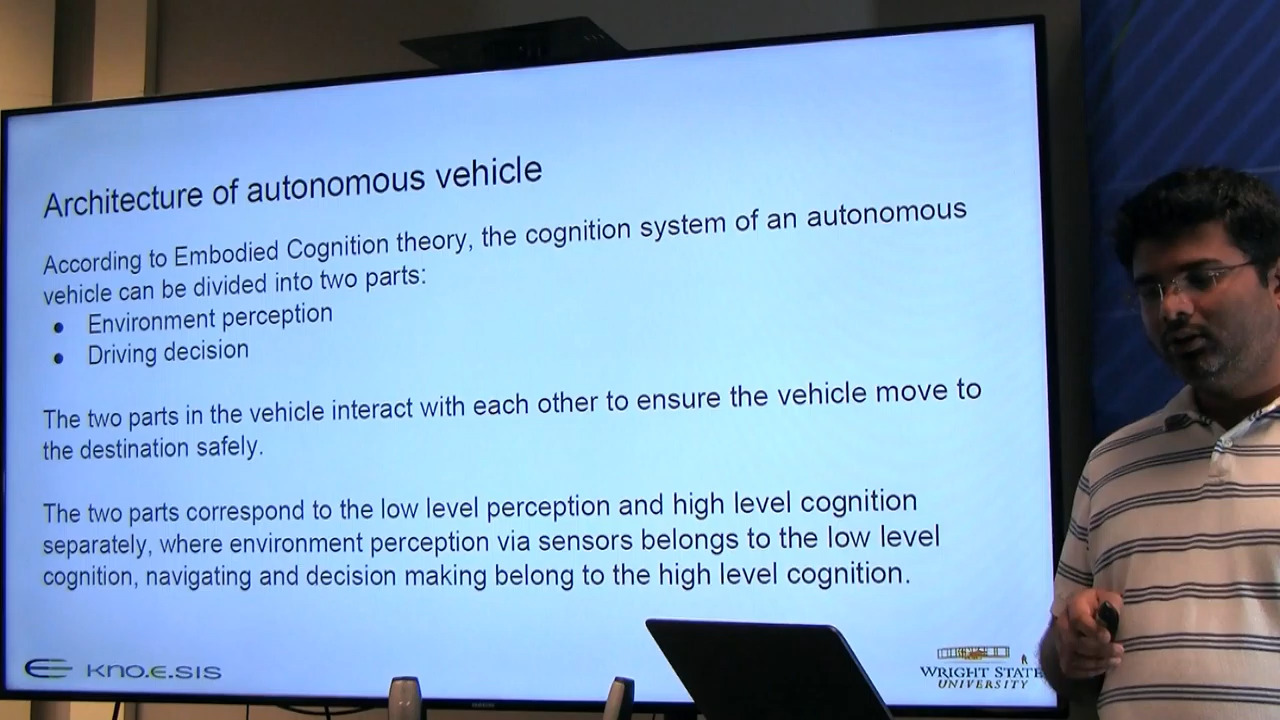 Architecture of autonomous vehicle
According to Embodied Cognition theory, the cognition system of an autonomous
vehicle can be divided into two parts:
● Environment perception
● Driving decision
The two parts in the vehicle interact with each other to ensure the vehicle move to
the destination safely.
The two parts correspond to the low level perception and high level cognition
separately, where environment perception via sensors belongs to the low level
cognition, navigating and decision making belong to the high level cognition.
kno.e.sis
WRIGHT STATE
UNIVERSITY